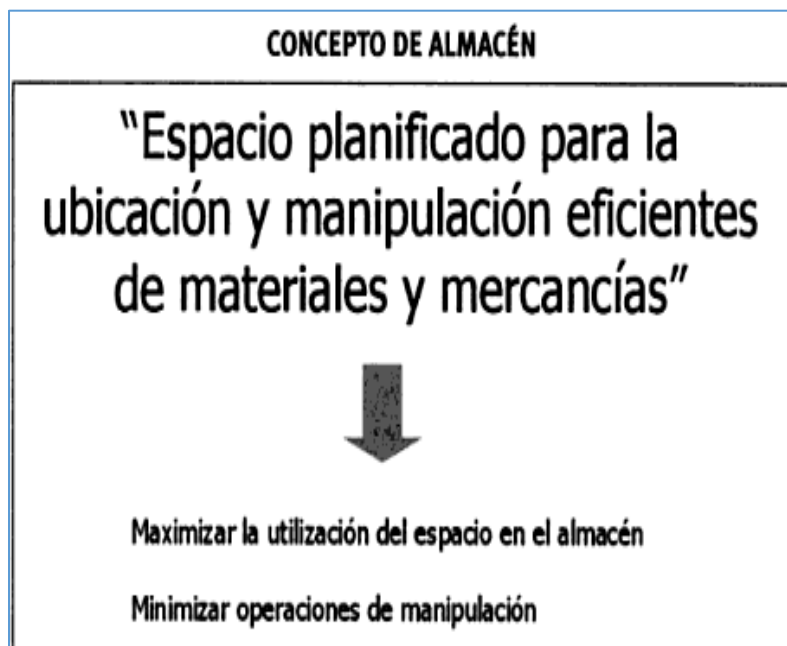 CONCEPTO DE ALMACÉN
“Espacio planificado para la
ubicación y manipulación eficientes
de materiales y mercancías”
Maximizar la utilización del espacio en el almacén
Minimizar operaciones de manipulación